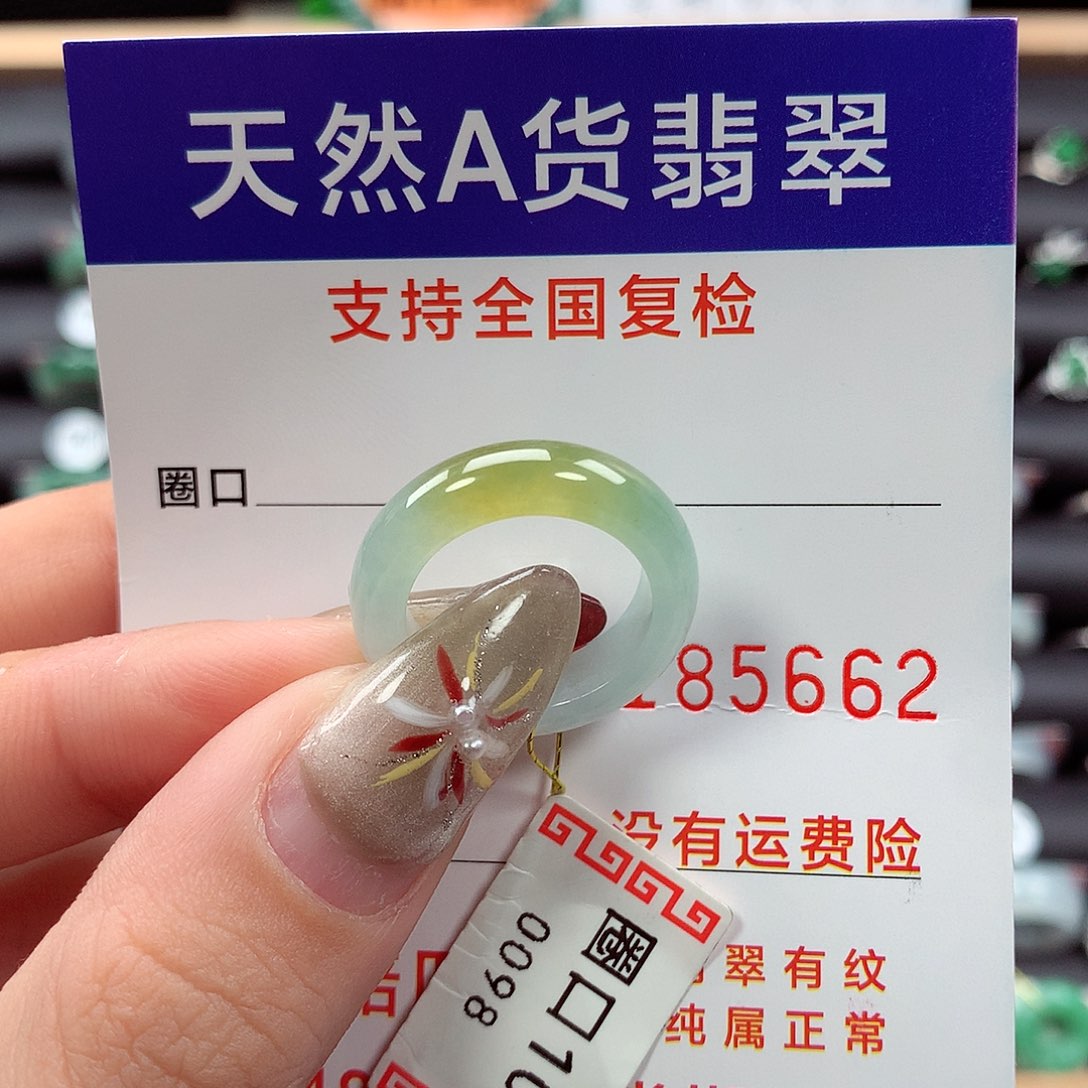 天然A货翡翠
支持全国复检
圈口
185662
没有运费险
翠有纹
纯属正常
圈口10
0098